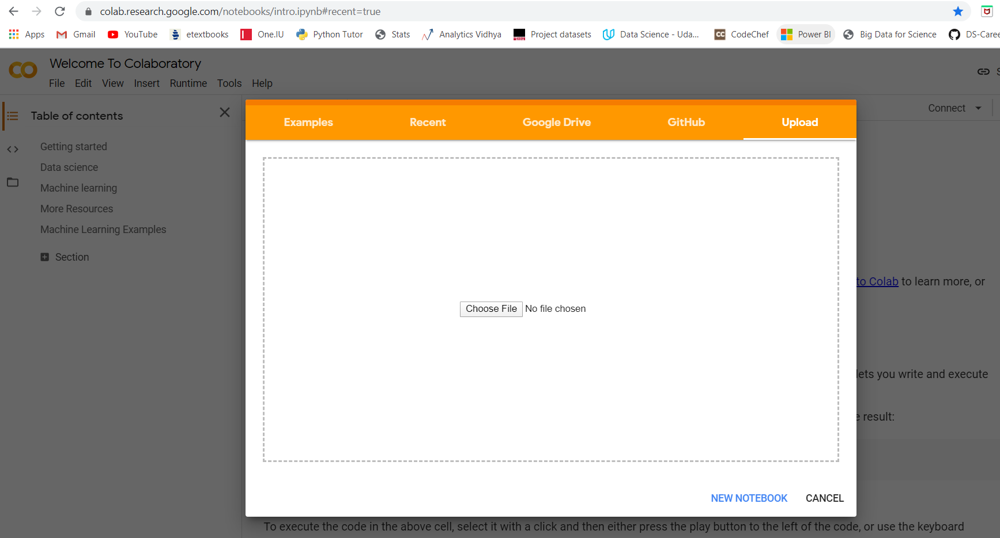 colab.research.google.com/notebooks/intro.ipynb#recent=true
Apps Gmail YouTube etextbooks One.IU Python Tutor Stats Analytics Vidhya Project datasets Data Science - Uda... CodeChef Power BI Big Data for Science DS-Caree
CO Welcome To Colaboratory
File Edit View Insert Runtime Tools Help
Table of contents
Getting started
Data science
Machine learning
More Resources
Machine Learning Examples
Section
Connect
Examples Recent Google Drive GitHub Upload
Choose File No file chosen
NEW NOTEBOOK CANCEL
to Colab to learn more, or
lets you write and execute
e result:
To execute the code in the above cell, select it with a click and then either press the play button to the left of the code, or use the keyboard